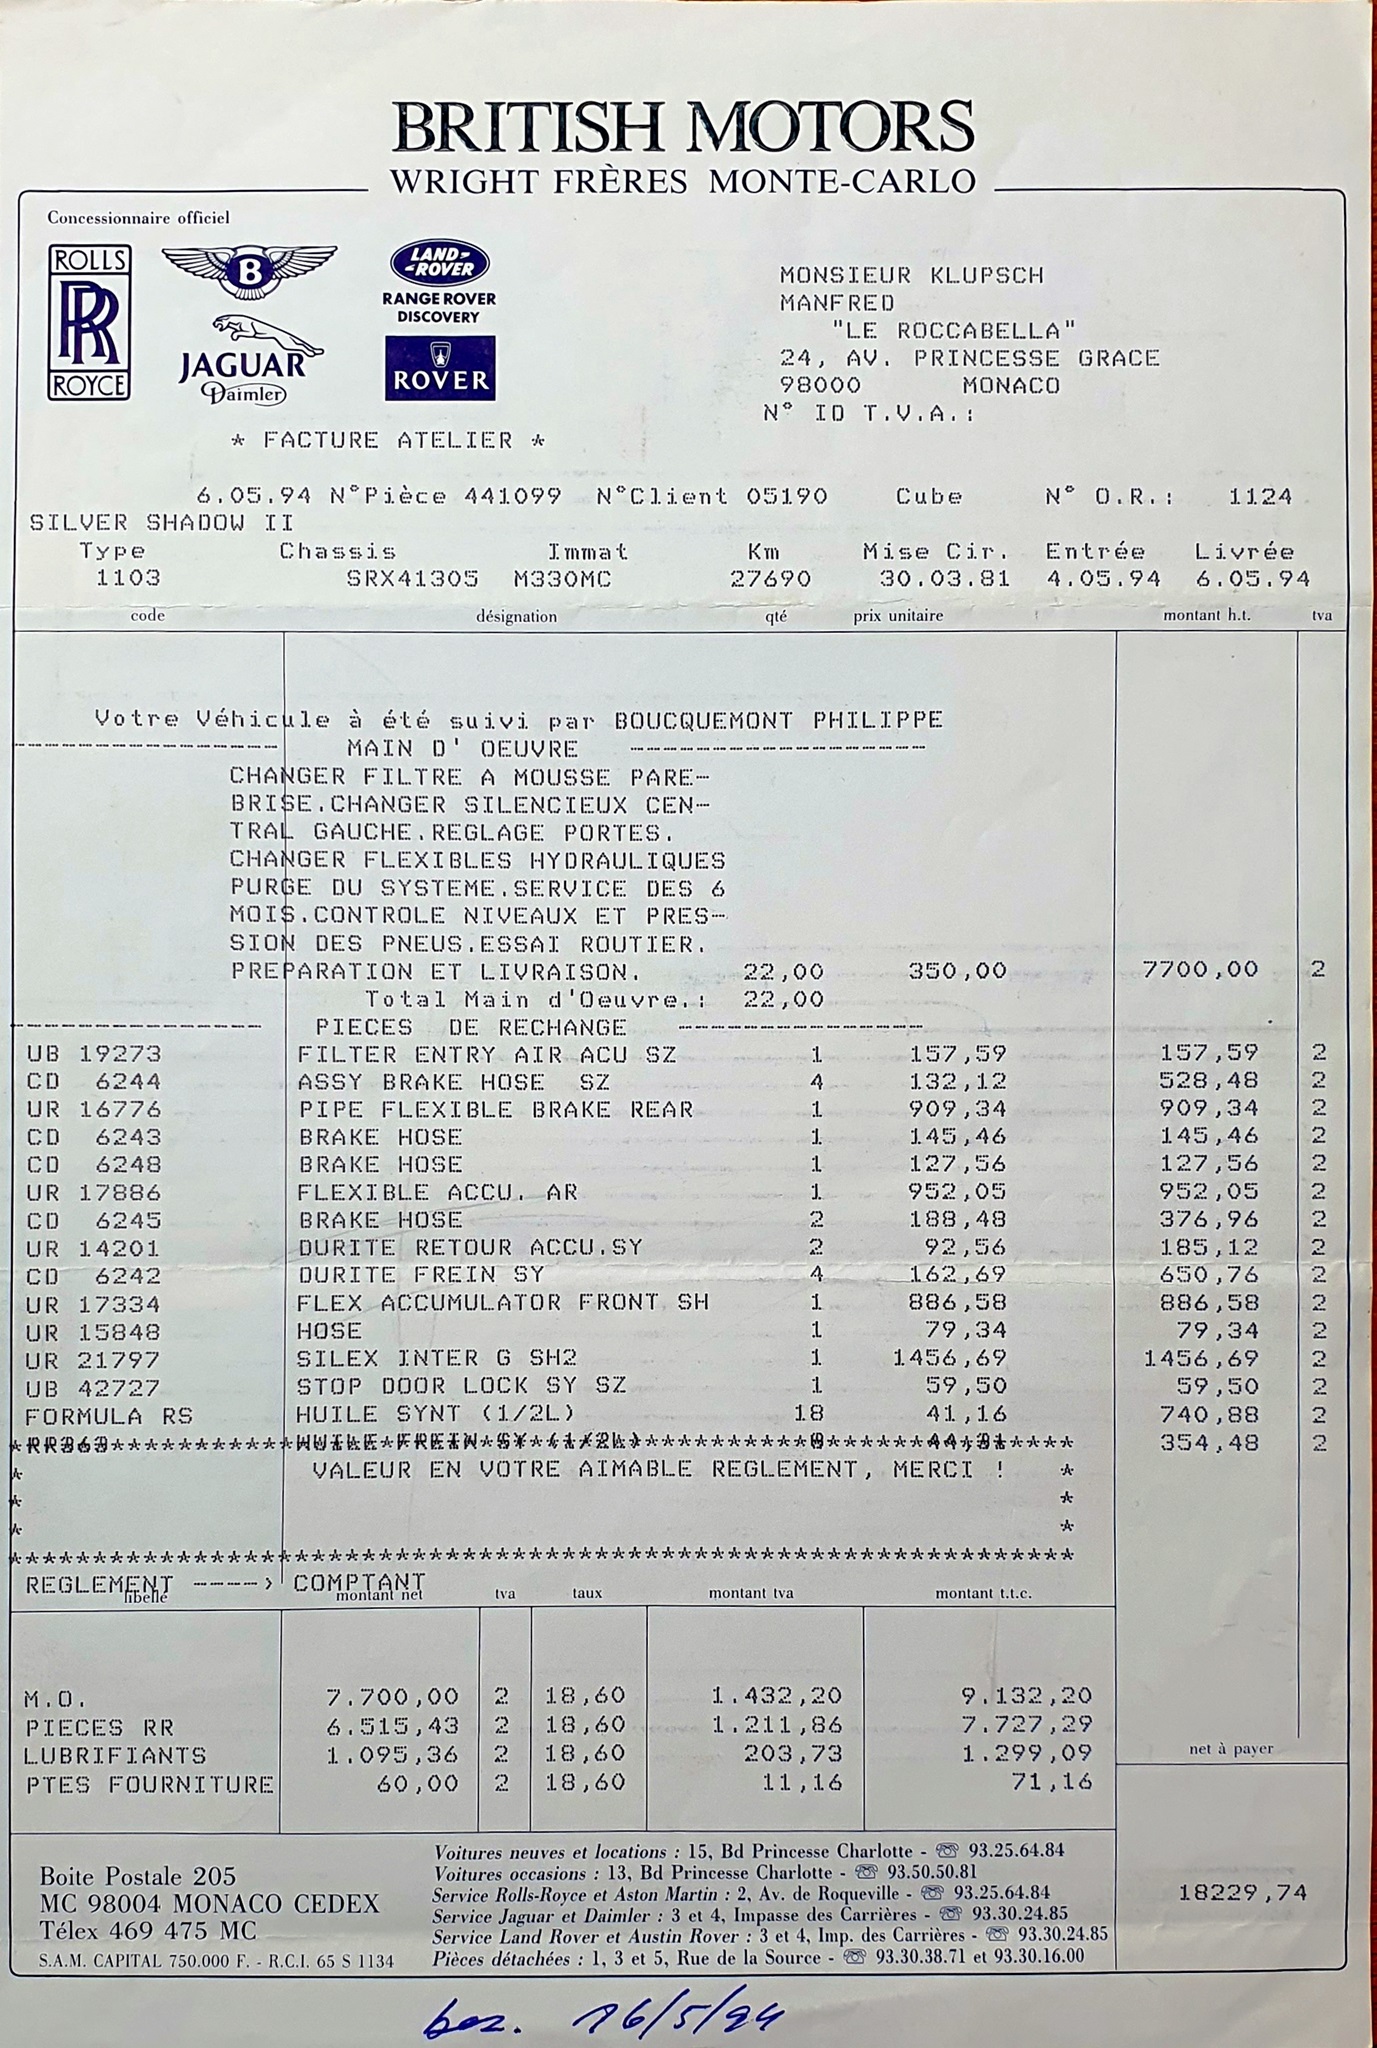 BRITISH MOTORS
WRIGHT FRÈRES MONTE-CARLO
Concessionnaire officiel
ROLLS
RR
ROYCE
B
JAGUAR
Daimler
LAND-ROVER
RANGE ROVER
DISCOVERY
ROVER
MONSIEUR KLUPSCH
MANFRED
"LE ROCCABELLA"
24, AV. PRINCESSE GRACE
98000 MONACO
N° ID T.V.A.:
* FACTURE ATELIER *
6.05.94 N°Pièce 441099 N°Client 05190 Cube N° O.R.: 1124
SILVER SHADOW II
Type Chassis Immat Km Mise Cir. Entrée Livrée
1103 SRX41305 M330MC 27690 30.03.81 4.05.94 6.05.94
code désignation qté prix unitaire montant h.t. tva
Votre Véhicule à été suivi par BOUCQUEMONT PHILIPPE
---------------- MAIN D' OEUVRE ------------------
CHANGER FILTRE A MOUSSE PARE-
BRISE.CHANGER SILENCIEUX CEN-
TRAL GAUCHE.REGLAGE PORTES.
CHANGER FLEXIBLES HYDRAULIQUES
PURGE DU SYSTEME.SERVICE DES 6
MOIS.CONTROLE NIVEAUX ET PRES-
SION DES PNEUS.ESSAI ROUTIER.
PREPARATION ET LIVRAISON. 22,00 350,00 7700,00 2
Total Main d'Oeuvre.: 22,00
--------------- PIECES DE RECHANGE ---------------
UB 19273 FILTER ENTRY AIR ACU SZ 1 157,59 157,59 2
CD 6244 ASSY BRAKE HOSE SZ 4 132,12 528,48 2
UR 16776 PIPE FLEXIBLE BRAKE REAR 1 909,34 909,34 2
CD 6243 BRAKE HOSE 1 145,46 145,46 2
CD 6248 BRAKE HOSE 1 127,56 127,56 2
UR 17886 FLEXIBLE ACCU. AR 1 952,05 952,05 2
CD 6245 BRAKE HOSE 2 188,48 376,96 2
UR 14201 DURITE RETOUR ACCU.SY 2 92,56 185,12 2
CD 6242 DURITE FREIN SY 4 162,69 650,76 2
UR 17334 FLEX ACCUMULATOR FRONT SH 1 886,58 886,58 2
UR 15848 HOSE 1 79,34 79,34 2
UR 21797 SILEX INTER G SH2 1 1456,69 1456,69 2
UB 42727 STOP DOOR LOCK SY SZ 1 59,50 59,50 2
FORMULA RS HUILE SYNT (1/2L) 18 41,16 740,88 2
RR363 HUILE FREIN SY (1/2L) 8 44,31 354,48 2
* VALEUR EN VOTRE AIMABLE REGLEMENT, MERCI ! *
* *
* *
****************************************************************
REGLEMENT ----> COMPTANT
libellé montant net tva taux montant tva montant t.t.c.
M.O. 7.700,00 2 18,60 1.432,20 9.132,20
PIECES RR 6.515,43 2 18,60 1.211,86 7.727,29
LUBRIFIANTS 1.095,36 2 18,60 203,73 1.299,09
PTES FOURNITURE 60,00 2 18,60 11,16 71,16
net à payer
18229,74
Boite Postale 205
MC 98004 MONACO CEDEX
Télex 469 475 MC
S.A.M. CAPITAL 750.000 F. - R.C.I. 65 S 1134
Voitures neuves et locations : 15, Bd Princesse Charlotte - ☏ 93.25.64.84
Voitures occasions : 13, Bd Princesse Charlotte - ☏ 93.50.50.81
Service Rolls-Royce et Aston Martin : 2, Av. de Roqueville - ☏ 93.25.64.84
Service Jaguar et Daimler : 3 et 4, Impasse des Carrières - ☏ 93.30.24.85
Service Land Rover et Austin Rover : 3 et 4, Imp. des Carrières - ☏ 93.30.24.85
Pièces détachées : 1, 3 et 5, Rue de la Source - ☏ 93.30.38.71 et 93.30.16.00
bez. 16/5/94